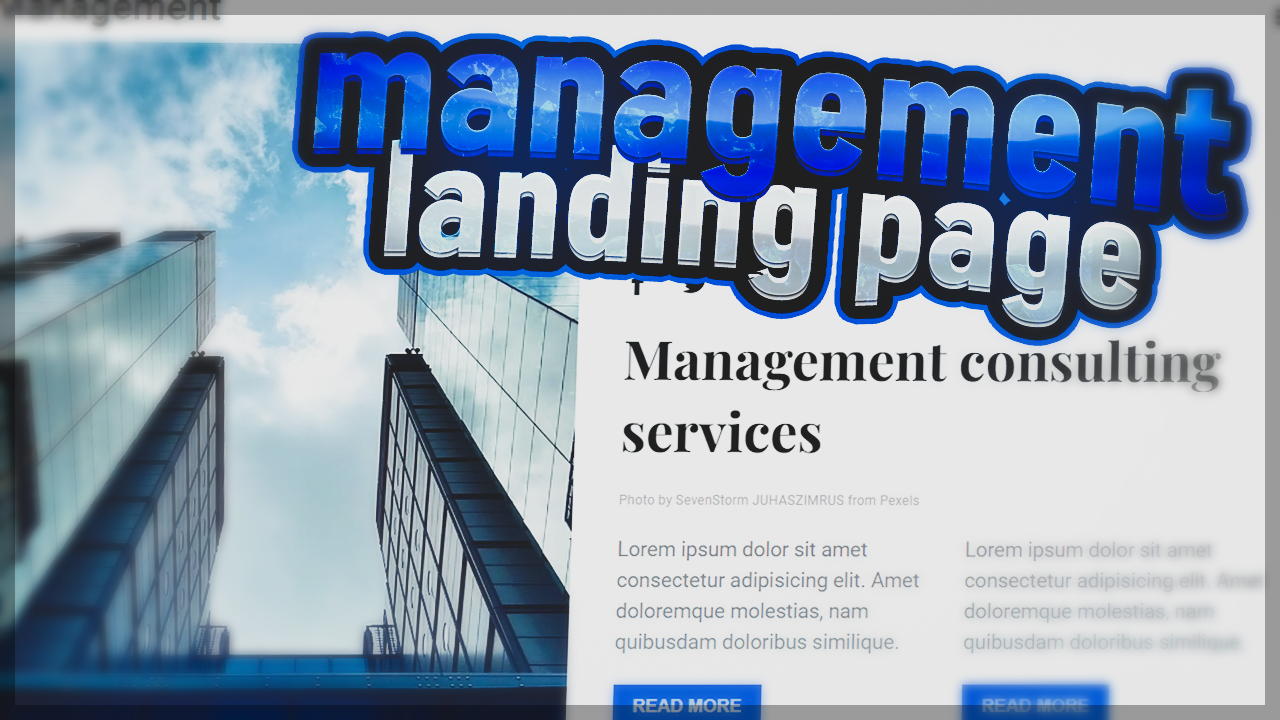 Management
management
landing page
Management consulting
services
Photo by SevenStorm JUHASZIMRUS from Pexels
Lorem ipsum dolor sit amet
consectetur adipisicing elit. Amet
doloremque molestias, nam
quibusdam doloribus similique.
READ MORE
Lorem ipsum dolor sit amet
consectetur adipisicing elit. Amet
doloremque molestias, nam
quibusdam doloribus similique.
READ MORE